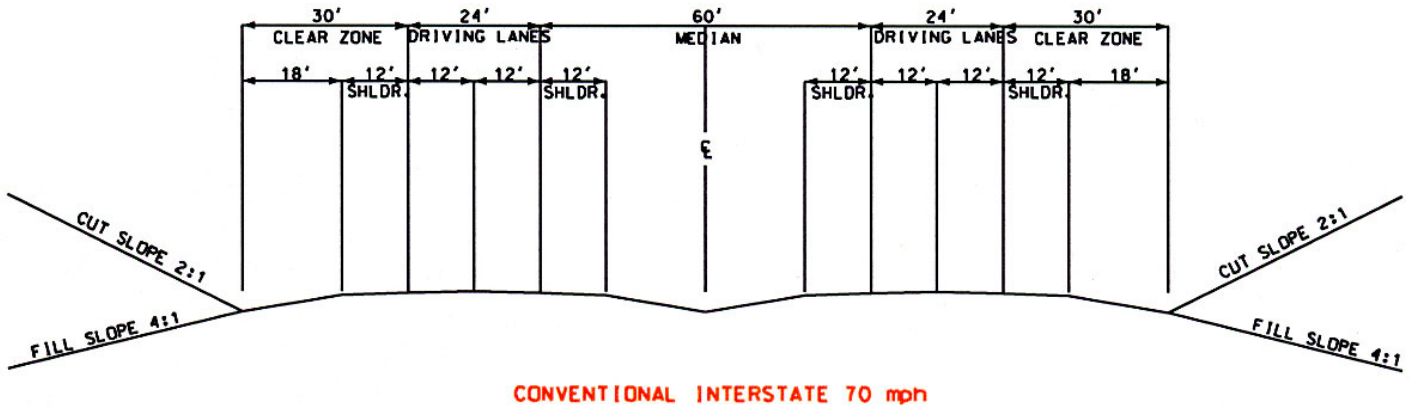 30' 24' 60' 24' 30'
CLEAR ZONE DRIVING LANES MEDIAN DRIVING LANES CLEAR ZONE
18' 12' 12' 12' 12' 12' 12' 12' 12' 18'
SHLDR. SHLDR. SHLDR. SHLDR.
℄
CUT SLOPE 2:1 CUT SLOPE 2:1
FILL SLOPE 4:1 FILL SLOPE 4:1
CONVENTIONAL INTERSTATE 70 mph